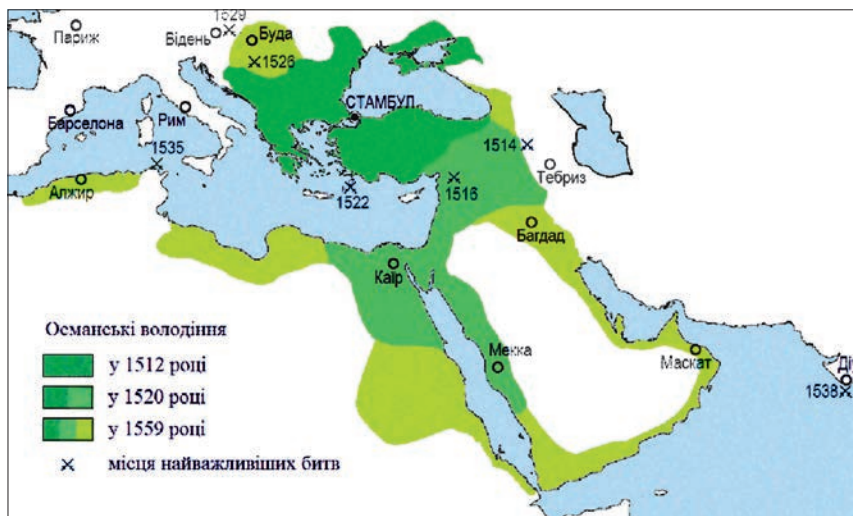 1529
Париж
Відень
Буда
1526
СТАМБУЛ
Барселона
Рим
1535
1514
Тебриз
Алжир
1522
1516
Багдад
Каїр
Мекка
Маскат
Ді
1538
Османські володіння
у 1512 році
у 1520 році
у 1559 році
місця найважливіших битв